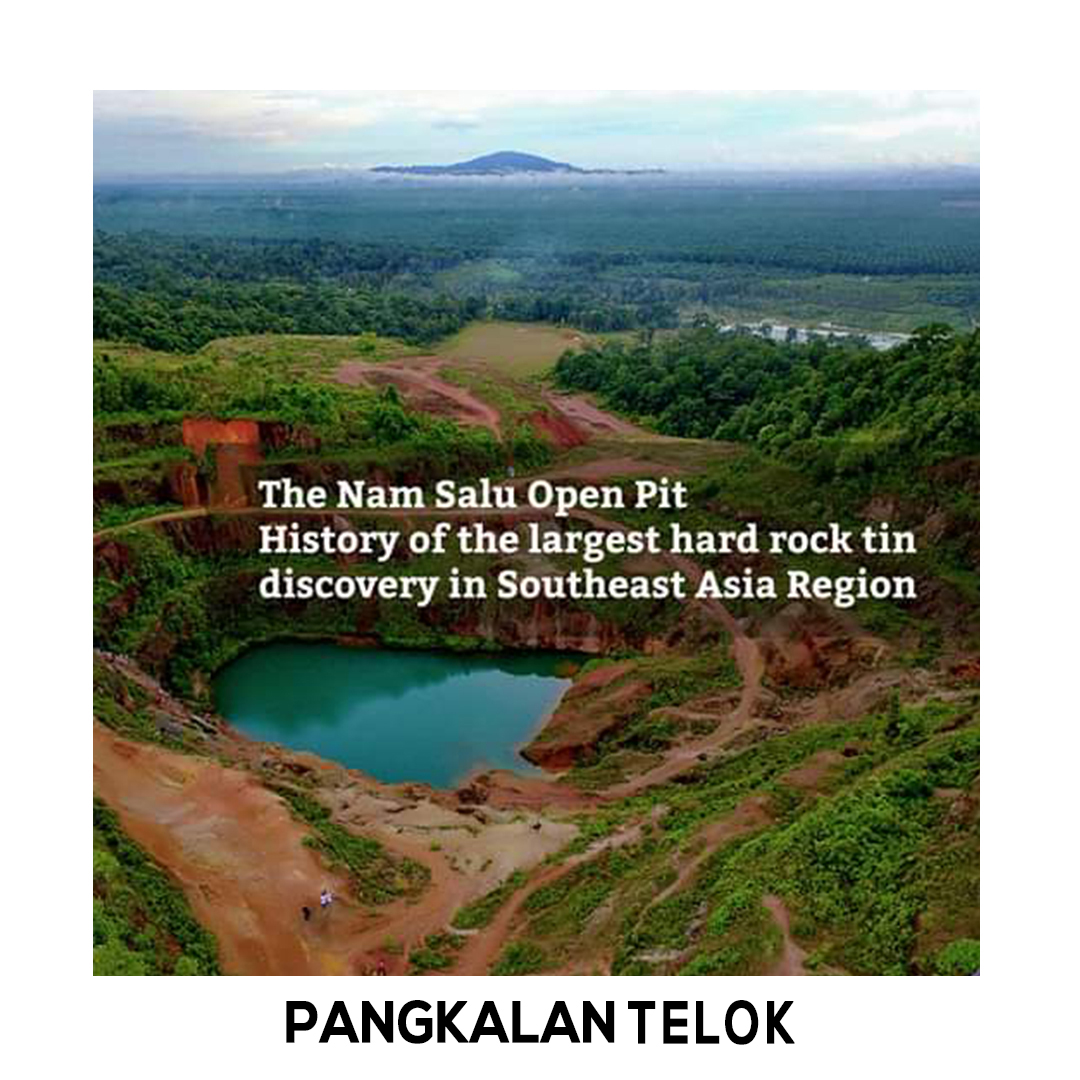 The Nam Salu Open Pit
History of the largest hard rock tin
discovery in Southeast Asia Region
PANGKALAN TELOK